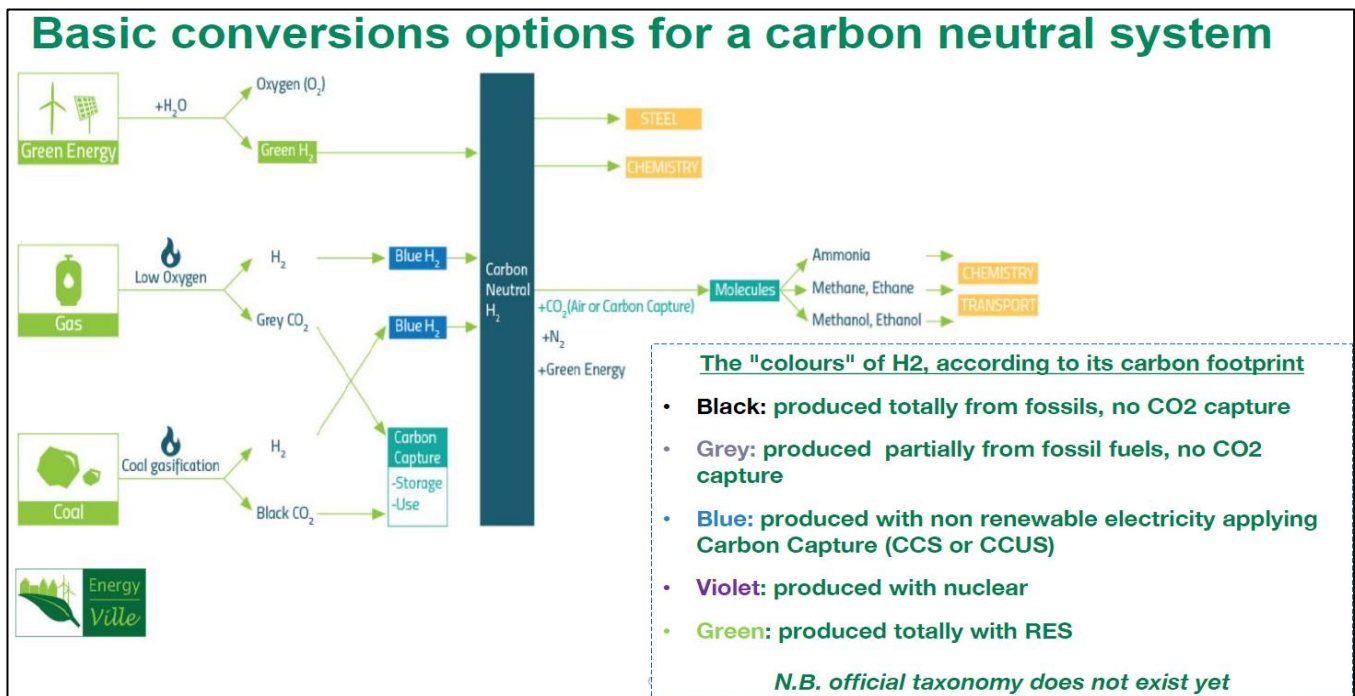 Basic conversions options for a carbon neutral system
+H₂O
Oxygen (O₂)
Green Energy
Green H₂
STEEL
CHEMISTRY
Low Oxygen
Gas
H₂
Grey CO₂
Blue H₂
Blue H₂
Carbon
Neutral
H₂
+CO₂(Air or Carbon Capture)
+N₂
+Green Energy
Molecules
Ammonia
Methane, Ethane
Methanol, Ethanol
CHEMISTRY
TRANSPORT
Coal gasification
Coal
H₂
Black CO₂
Carbon
Capture
-Storage
-Use
Energy
Ville
The "colours" of H2, according to its carbon footprint
• Black: produced totally from fossils, no CO2 capture
• Grey: produced partially from fossil fuels, no CO2
capture
• Blue: produced with non renewable electricity applying
Carbon Capture (CCS or CCUS)
• Violet: produced with nuclear
• Green: produced totally with RES
N.B. official taxonomy does not exist yet